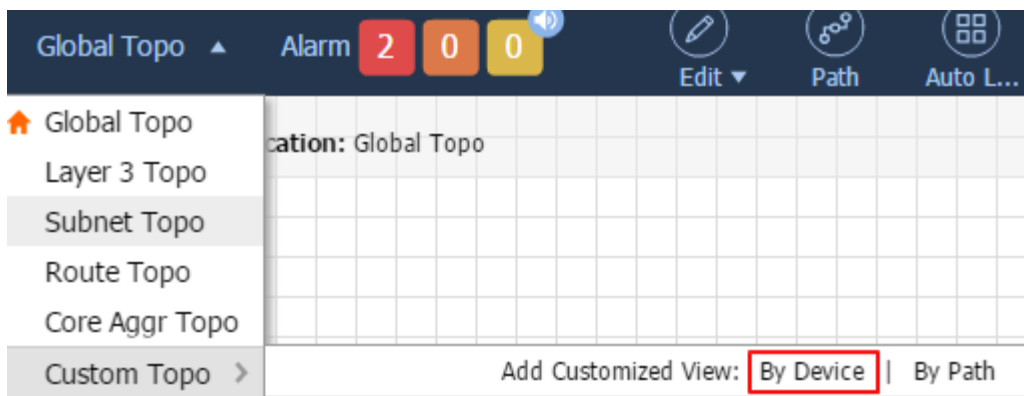 Global Topo ▲ Alarm 2 0 0
Edit ▼ Path Auto L...
Global Topo
cation: Global Topo
Layer 3 Topo
Subnet Topo
Route Topo
Core Aggr Topo
Custom Topo > Add Customized View: By Device | By Path